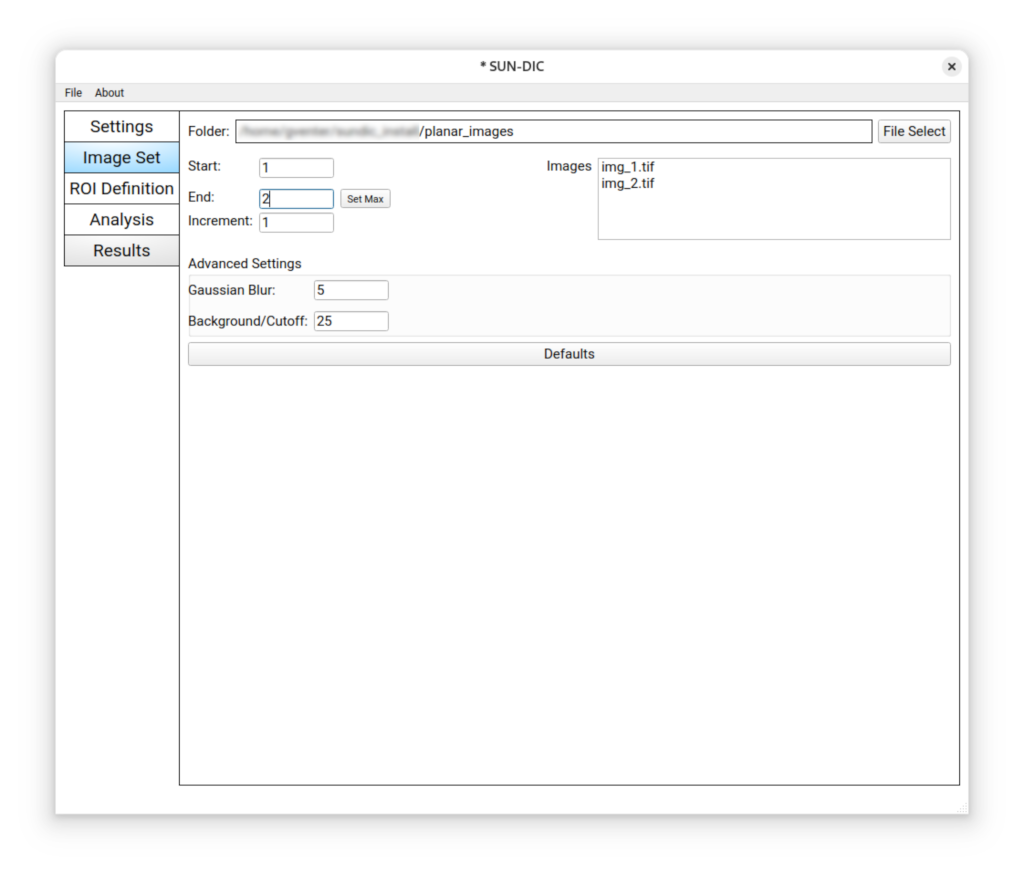 * SUN-DIC
File About
Settings
Image Set
ROI Definition
Analysis
Results
Folder: /planar_images File Select
Start: 1
End: 2 Set Max
Increment: 1
Images
img_1.tif
img_2.tif
Advanced Settings
Gaussian Blur: 5
Background/Cutoff: 25
Defaults